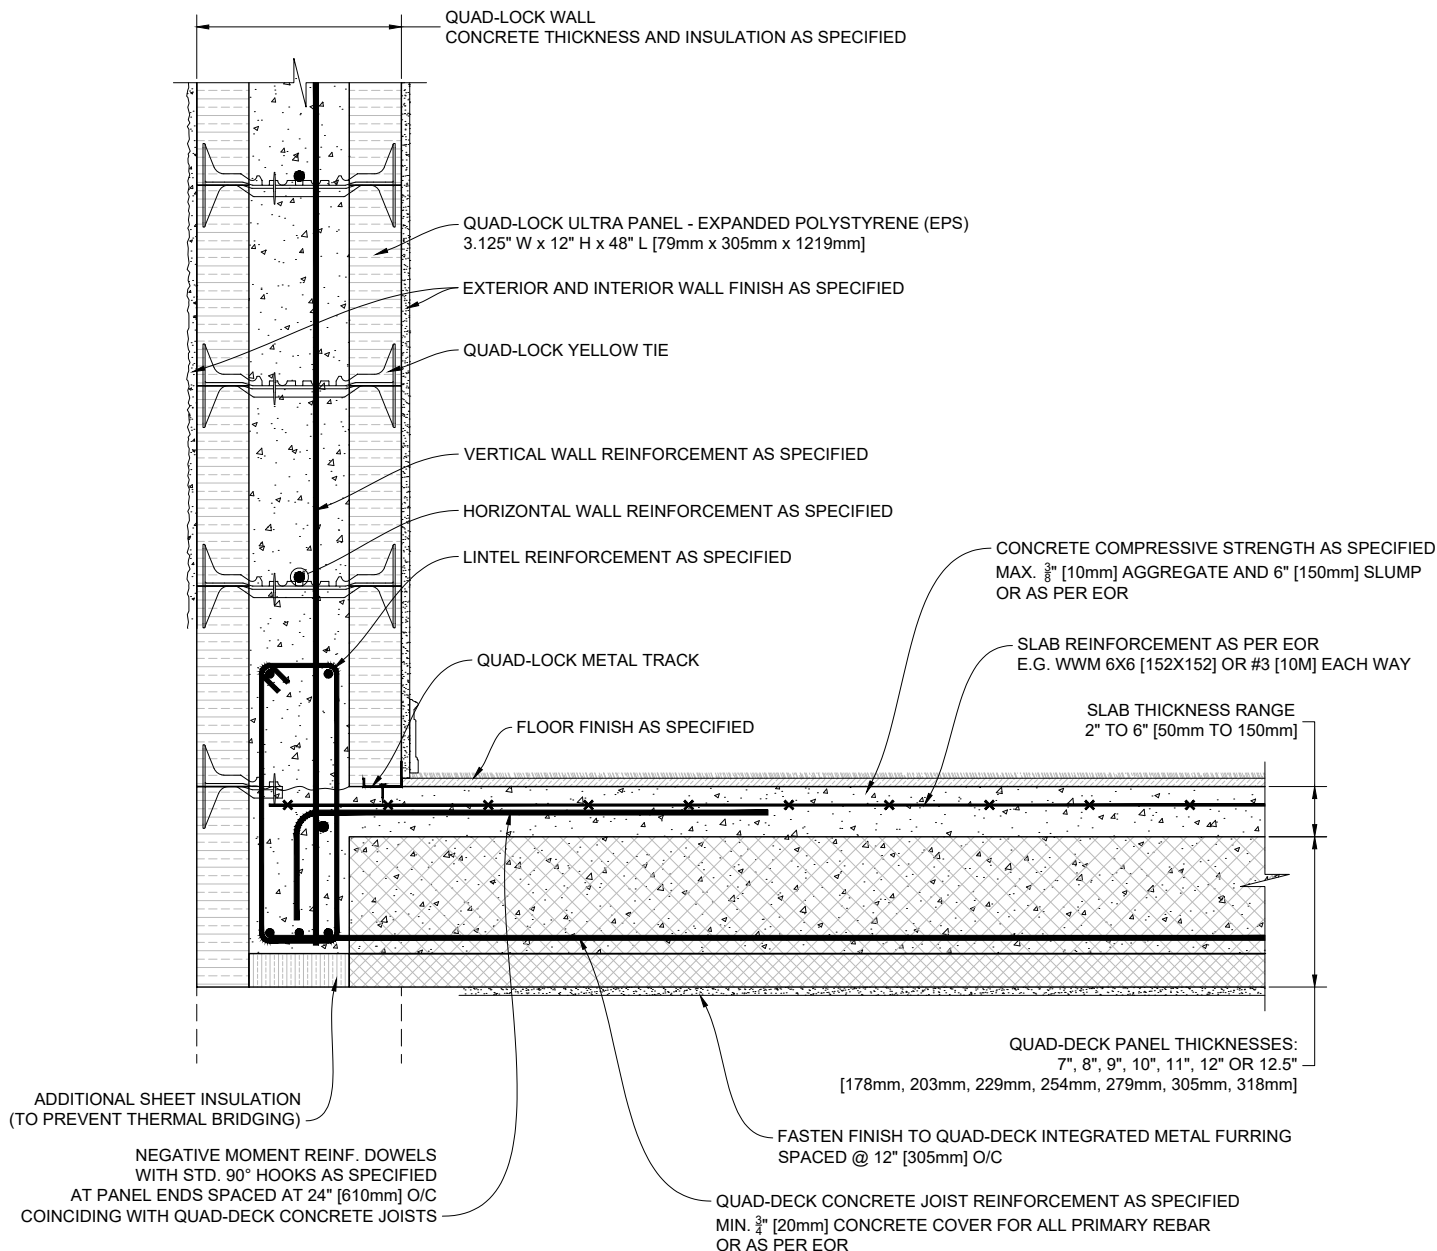 QUAD-LOCK WALL
CONCRETE THICKNESS AND INSULATION AS SPECIFIED
QUAD-LOCK ULTRA PANEL - EXPANDED POLYSTYRENE (EPS)
3.125" W x 12" H x 48" L [79mm x 305mm x 1219mm]
EXTERIOR AND INTERIOR WALL FINISH AS SPECIFIED
QUAD-LOCK YELLOW TIE
VERTICAL WALL REINFORCEMENT AS SPECIFIED
HORIZONTAL WALL REINFORCEMENT AS SPECIFIED
LINTEL REINFORCEMENT AS SPECIFIED
CONCRETE COMPRESSIVE STRENGTH AS SPECIFIED
MAX. 3/8" [10mm] AGGREGATE AND 6" [150mm] SLUMP
OR AS PER EOR
SLAB REINFORCEMENT AS PER EOR
E.G. WWM 6X6 [152X152] OR #3 [10M] EACH WAY
QUAD-LOCK METAL TRACK
SLAB THICKNESS RANGE
2" TO 6" [50mm TO 150mm]
FLOOR FINISH AS SPECIFIED
QUAD-DECK PANEL THICKNESSES:
7", 8", 9", 10", 11", 12" OR 12.5"
[178mm, 203mm, 229mm, 254mm, 279mm, 305mm, 318mm]
ADDITIONAL SHEET INSULATION
(TO PREVENT THERMAL BRIDGING)
NEGATIVE MOMENT REINF. DOWELS
WITH STD. 90° HOOKS AS SPECIFIED
AT PANEL ENDS SPACED AT 24" [610mm] O/C
COINCIDING WITH QUAD-DECK CONCRETE JOISTS
FASTEN FINISH TO QUAD-DECK INTEGRATED METAL FURRING
SPACED @ 12" [305mm] O/C
QUAD-DECK CONCRETE JOIST REINFORCEMENT AS SPECIFIED
MIN. 3/4" [20mm] CONCRETE COVER FOR ALL PRIMARY REBAR
OR AS PER EOR